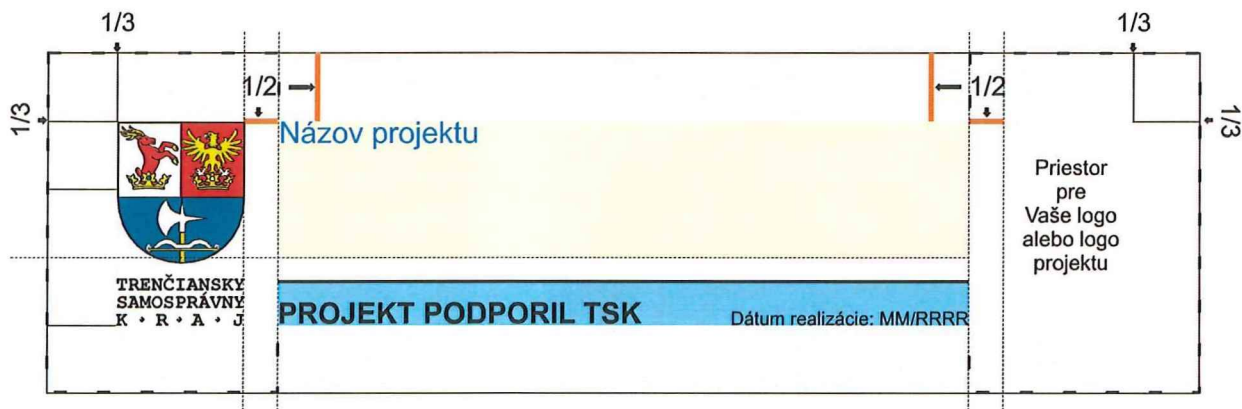 1/3
1/3
1/2
1/2
1/3
1/3
Názov projektu
Priestor
pre
Vaše logo
alebo logo
projektu
TRENČIANSKY
SAMOSPRÁVNY
K • R • A • J
PROJEKT PODPORIL TSK
Dátum realizácie: MM/RRRR